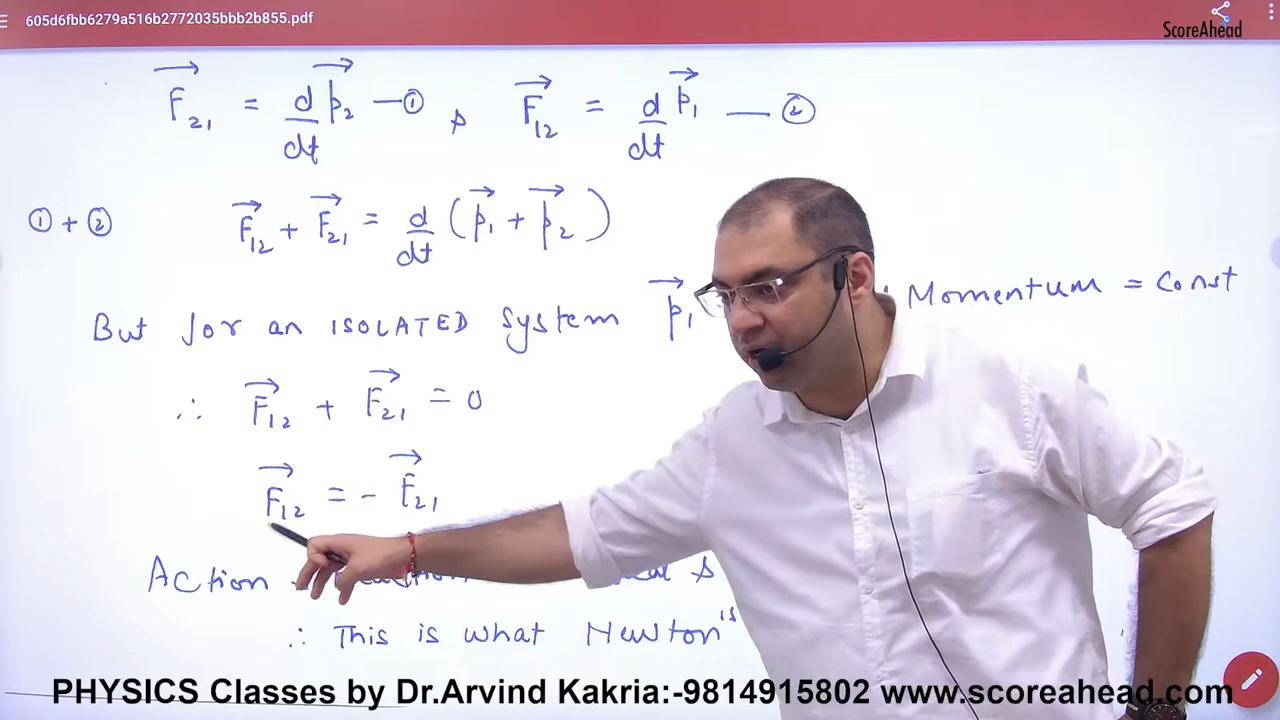 605d6fbb6279a516b2772035bbb2b855.pdf
ScoreAhead
F⃗₂₁ = d/dt p⃗₂ —① & F⃗₁₂ = d/dt p⃗₁ — ②
① + ② F⃗₁₂ + F⃗₂₁ = d/dt (p⃗₁ + p⃗₂)
But for an ISOLATED system p⃗₁ Momentum = Const
∴ F⃗₁₂ + F⃗₂₁ = 0
F⃗₁₂ = - F⃗₂₁
Action &
∴ This is what Newton's
PHYSICS Classes by Dr.Arvind Kakria:-9814915802 www.scoreahead.com